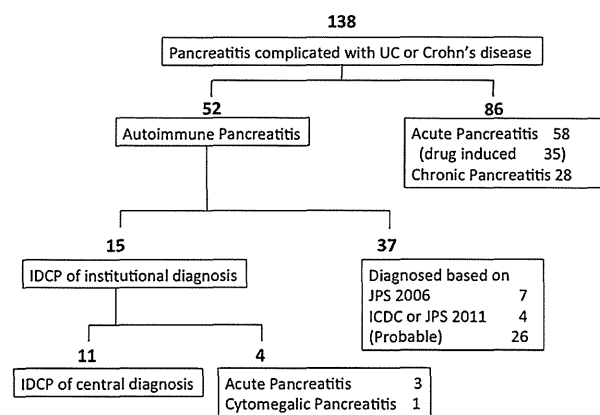 138
Pancreatitis complicated with UC or Crohn's disease
52
Autoimmune Pancreatitis
86
Acute Pancreatitis 58
(drug induced 35)
Chronic Pancreatitis 28
15
IDCP of institutional diagnosis
37
Diagnosed based on
JPS 2006 7
ICDC or JPS 2011 4
(Probable) 26
11
IDCP of central diagnosis
4
Acute Pancreatitis 3
Cytomegalic Pancreatitis 1